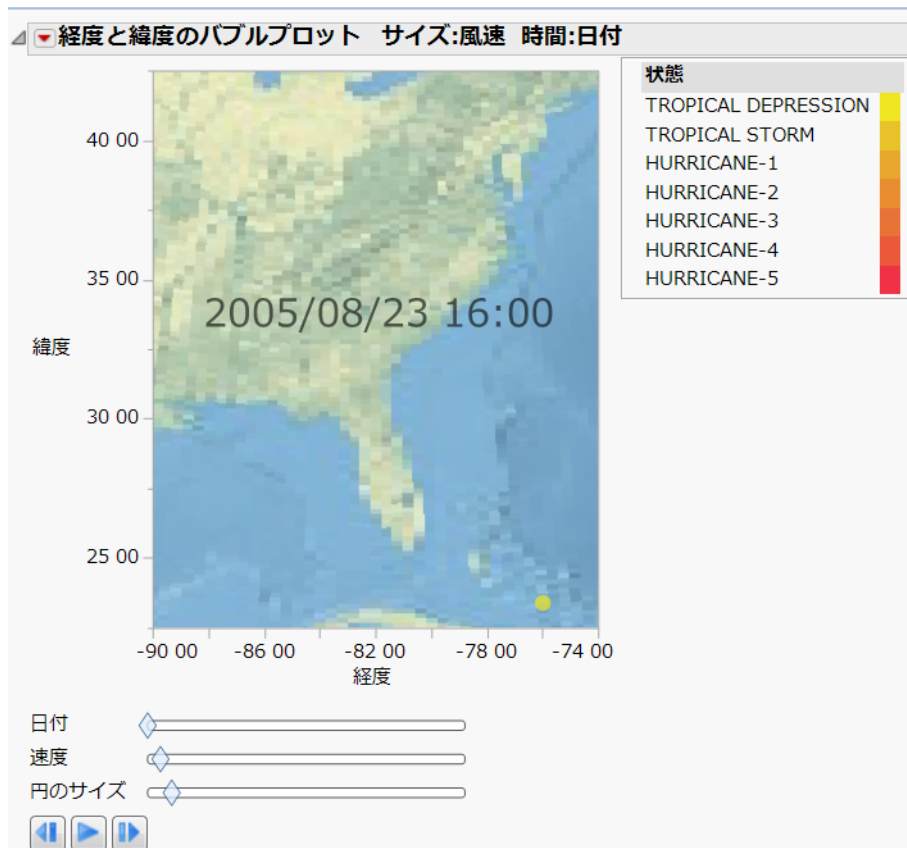 経度と緯度のバブルプロット サイズ:風速 時間:日付
状態
TROPICAL DEPRESSION
TROPICAL STORM
HURRICANE-1
HURRICANE-2
HURRICANE-3
HURRICANE-4
HURRICANE-5
40 00
35 00
2005/08/23 16:00
緯度
30 00
25 00
-90 00 -86 00 -82 00 -78 00 -74 00
経度
日付
速度
円のサイズ